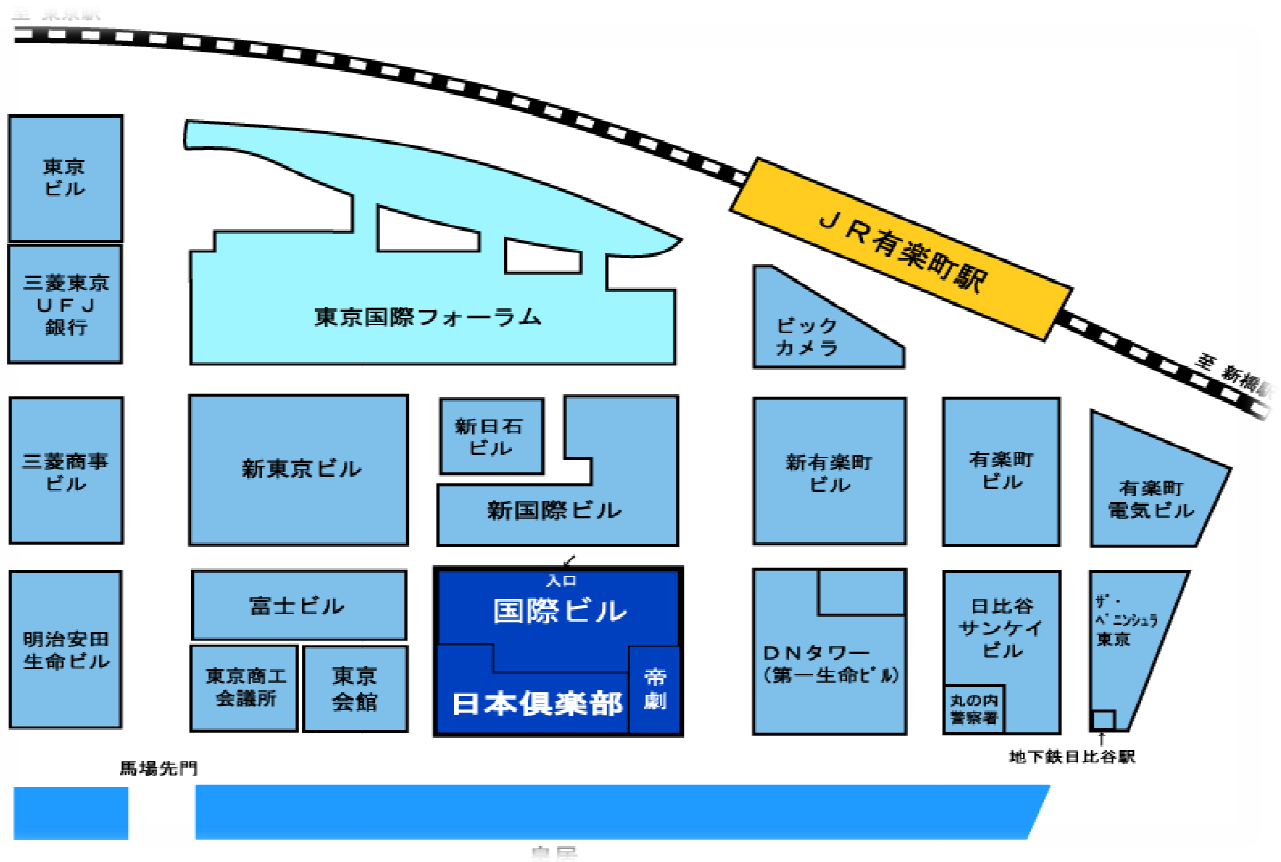 至 東京駅
東京
ビル
三菱東京
ＵＦＪ
銀行
東京国際フォーラム
ＪＲ有楽町駅
ビック
カメラ
至 新橋駅
三菱商事
ビル
新東京ビル
新日石
ビル
新国際ビル
新有楽町
ビル
有楽町
ビル
有楽町
電気ビル
明治安田
生命ビル
富士ビル
東京商工
会議所
東京
会館
入口
国際ビル
日本倶楽部
帝
劇
ＤＮタワー
(第一生命ﾋﾞﾙ)
日比谷
サンケイ
ビル
丸の内
警察署
ｻﾞ・
ﾍﾟﾆﾝｼｭﾗ
東京
地下鉄日比谷駅
馬場先門
皇居